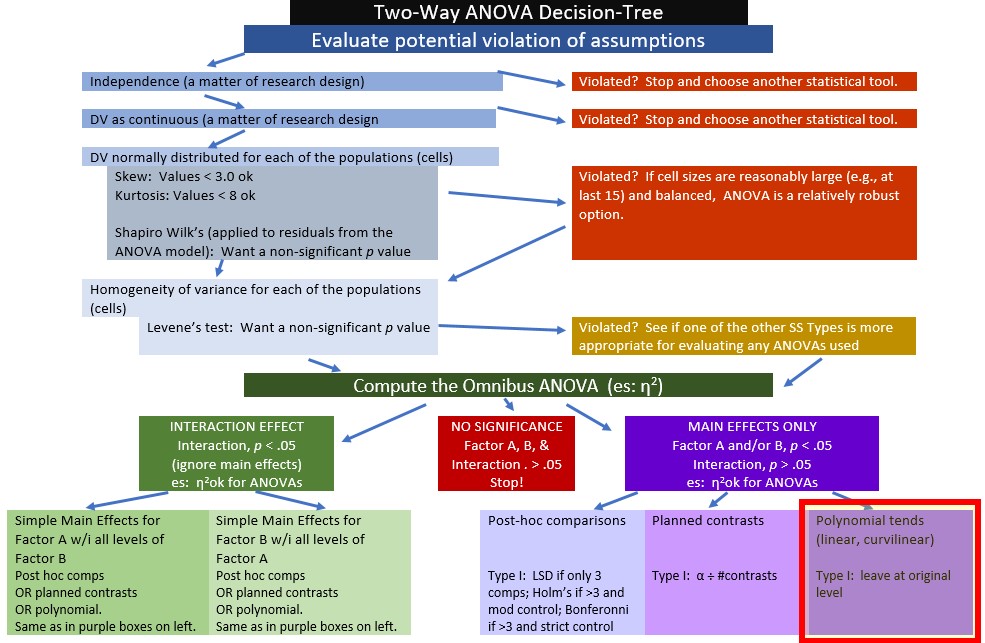 Two-Way ANOVA Decision-Tree
Evaluate potential violation of assumptions
Independence (a matter of research design)
Violated? Stop and choose another statistical tool.
DV as continuous (a matter of research design
Violated? Stop and choose another statistical tool.
DV normally distributed for each of the populations (cells)
Skew: Values < 3.0 ok
Kurtosis: Values < 8 ok
Shapiro Wilk's (applied to residuals from the
ANOVA model): Want a non-significant p value
Violated? If cell sizes are reasonably large (e.g., at
last 15) and balanced, ANOVA is a relatively robust
option.
Homogeneity of variance for each of the populations
(cells)
Levene's test: Want a non-significant p value
Violated? See if one of the other SS Types is more
appropriate for evaluating any ANOVAs used
Compute the Omnibus ANOVA (es: η²)
INTERACTION EFFECT
Interaction, p < .05
(ignore main effects)
es: η²ok for ANOVAs
NO SIGNIFICANCE
Factor A, B, &
Interaction . > .05
Stop!
MAIN EFFECTS ONLY
Factor A and/or B, p < .05
Interaction, p > .05
es: η²ok for ANOVAs
Simple Main Effects for
Factor A w/i all levels of
Factor B
Post hoc comps
OR planned contrasts
OR polynomial.
Same as in purple boxes on left.
Simple Main Effects for
Factor B w/i all levels of
Factor A
Post hoc comps
OR planned contrasts
OR polynomial.
Same as in purple boxes on left.
Post-hoc comparisons
Type I: LSD if only 3
comps; Holm's if >3 and
mod control; Bonferonni
if >3 and strict control
Planned contrasts
Type I: α ÷ #contrasts
Polynomial tends
(linear, curvilinear)
Type I: leave at original
level